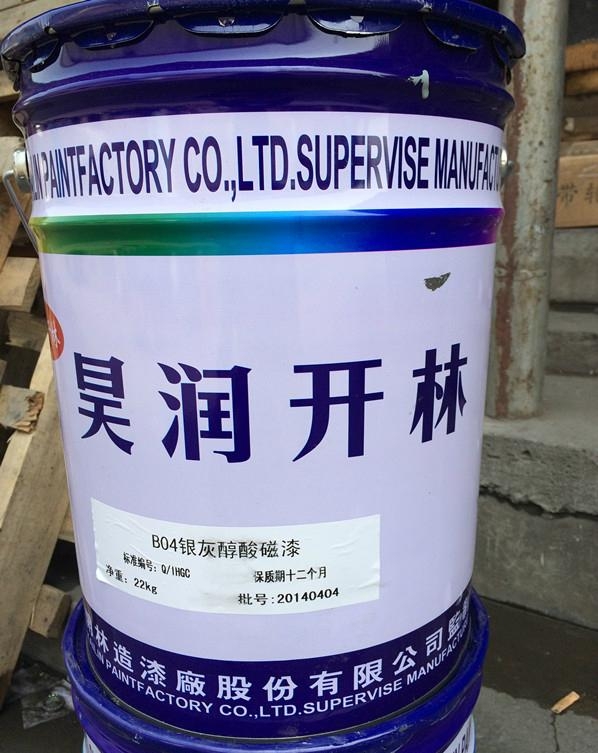 PAINTFACTORY CO.,LTD.SUPERVISE
昊润开林
B04银灰醇酸磁漆
标准编号: Q/IHGC 保质期十二个月
净重: 22kg 批号:20140404
林造漆廠股份有限公司監
PAINTFACTORY CO.,LTD.SUPERVISE